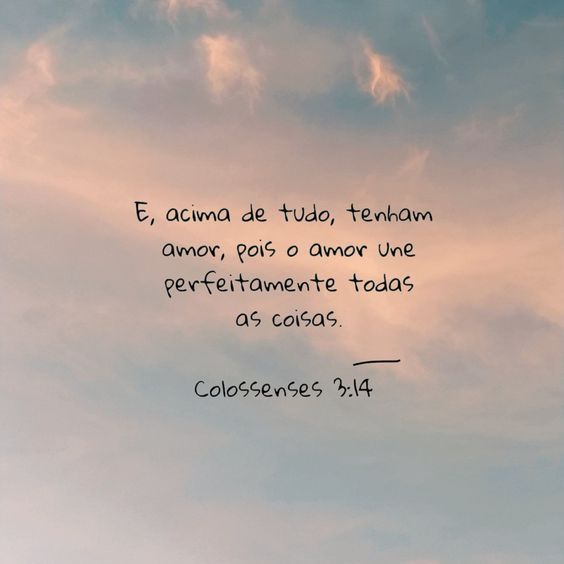 E, acima de tudo, tenham
amor, pois o amor une
perfeitamente todas
as coisas.
Colossenses 3:14